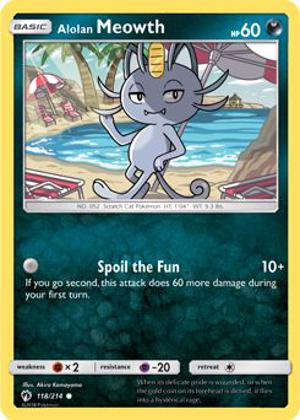 BASIC Alolan Meowth HP60
NO. 052 Scratch Cat Pokémon HT: 1'04" WT: 9.3 lbs.
Spoil the Fun 10+
If you go second, this attack does 60 more damage during
your first turn.
weakness ×2 resistance -20 retreat
Illus. Akira Komayama
118/214
©2018 Pokémon
When its delicate pride is wounded, or when
the gold coin on its forehead is dirtied, it flies
into a hysterical rage.